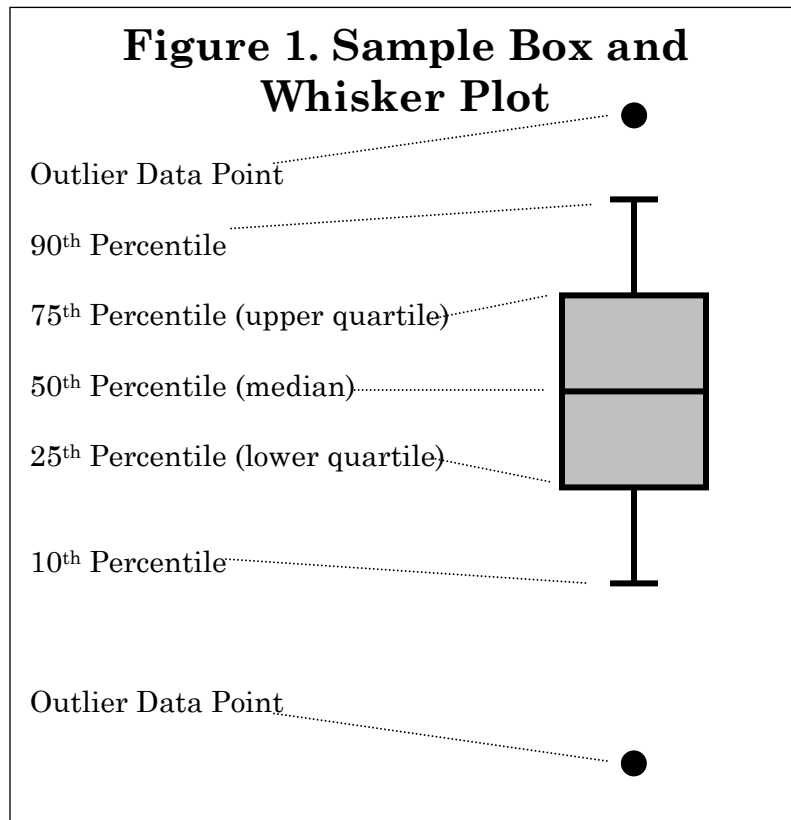 Figure 1. Sample Box and
Whisker Plot
Outlier Data Point
90th Percentile
75th Percentile (upper quartile)
50th Percentile (median)
25th Percentile (lower quartile)
10th Percentile
Outlier Data Point